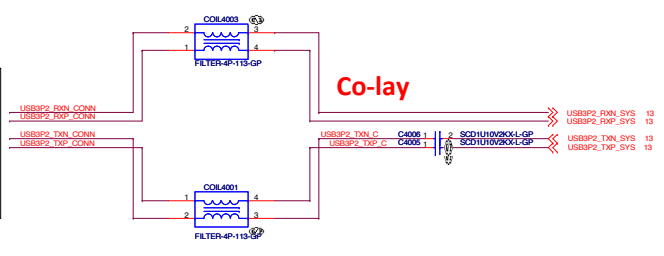 COIL4003
2 3
1 4
FILTER-4P-113-GP
Co-lay
USB3P2_RXN_CONN
USB3P2_RXP_CONN
USB3P2_RXN_SYS 13
USB3P2_RXP_SYS 13
USB3P2_TXN_CONN
USB3P2_TXP_CONN
USB3P2_TXN_C C4006 1 2 SCD1U10V2KX-L-GP
USB3P2_TXP_C C4005 1 SCD1U10V2KX-L-GP
USB3P2_TXN_SYS 13
USB3P2_TXP_SYS 13
COIL4001
1 4
2 3
FILTER-4P-113-GP